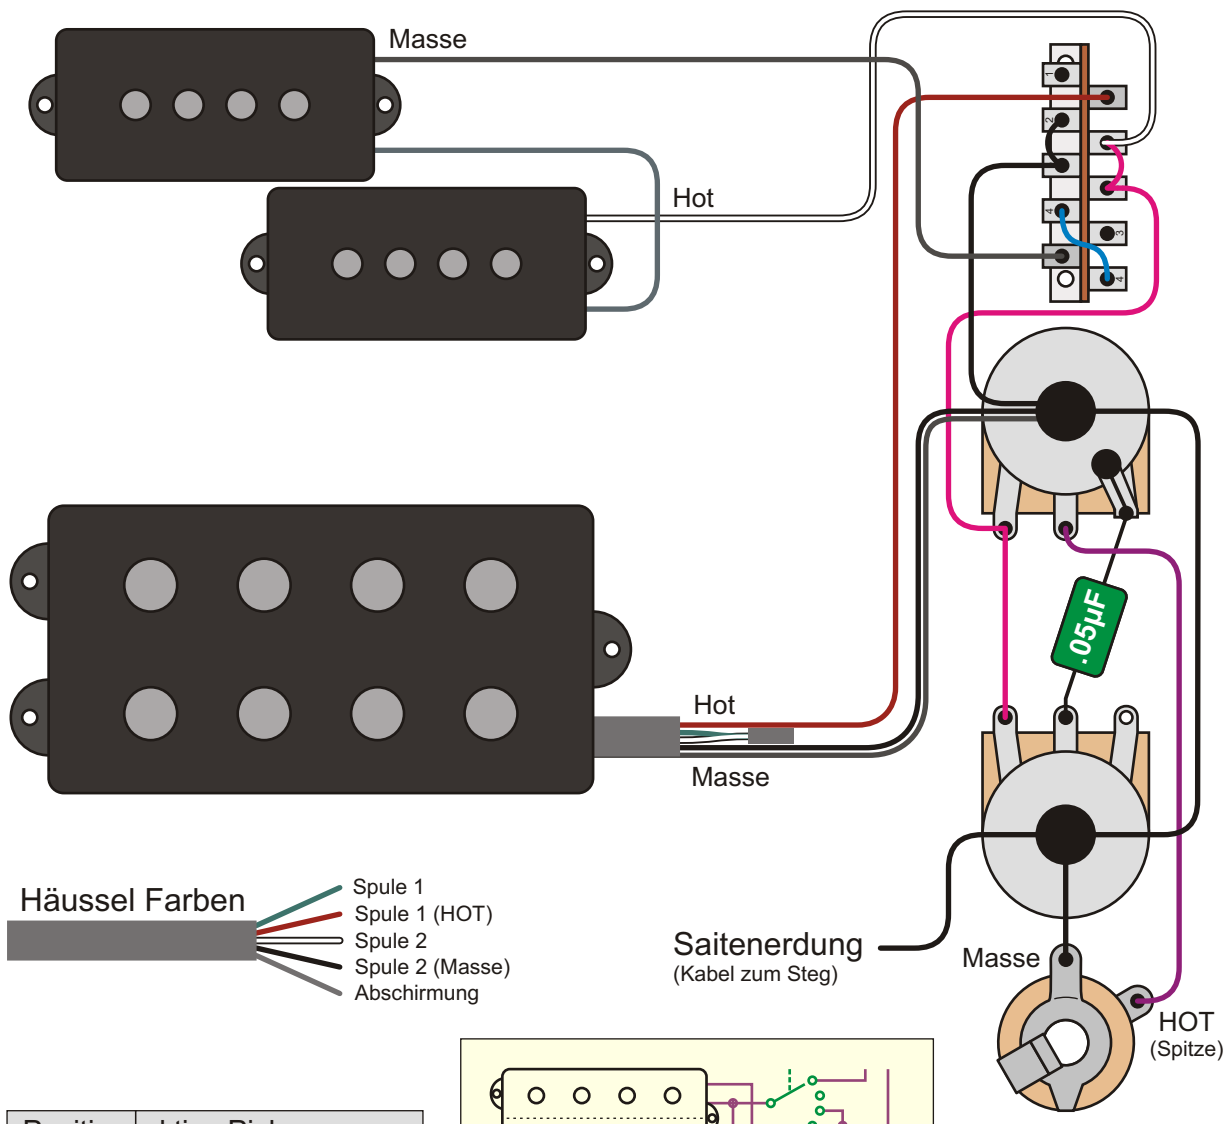 Masse
Hot
1
2
4
3
4
.05µF
Hot
Masse
Häussel Farben
Spule 1
Spule 1 (HOT)
Spule 2
Spule 2 (Masse)
Abschirmung
Saitenerdung
(Kabel zum Steg)
Masse
HOT
(Spitze)